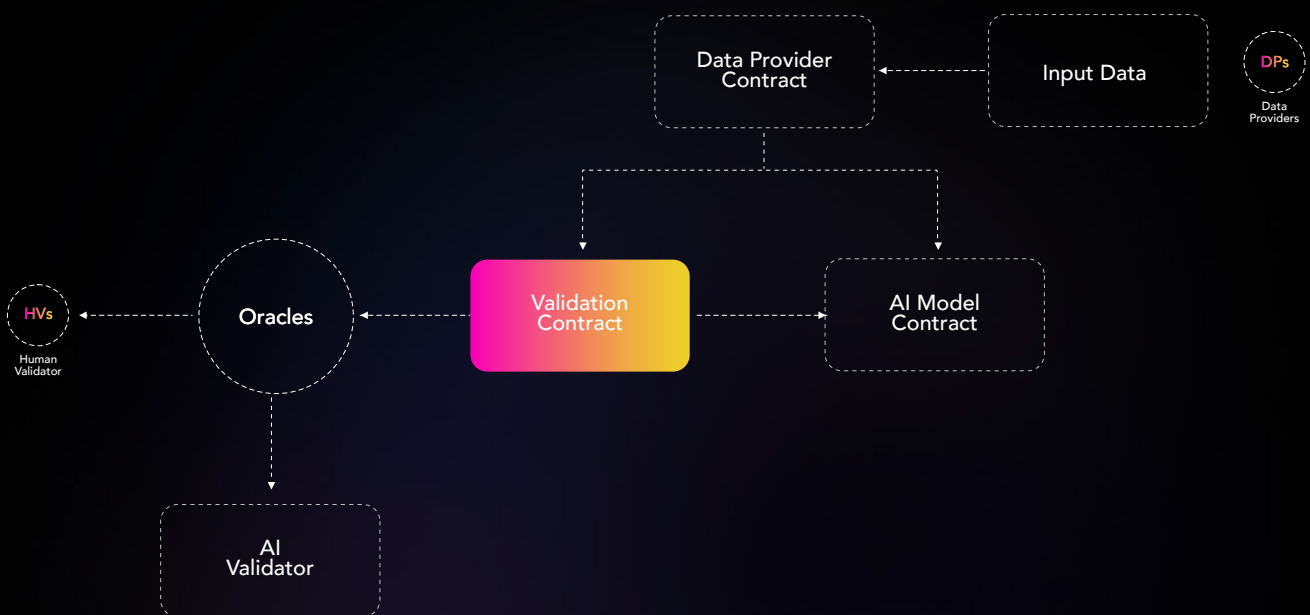 Data Provider
Contract
Input Data
DPs
Data
Providers
HVs
Human
Validator
Oracles
Validation
Contract
AI Model
Contract
AI
Validator